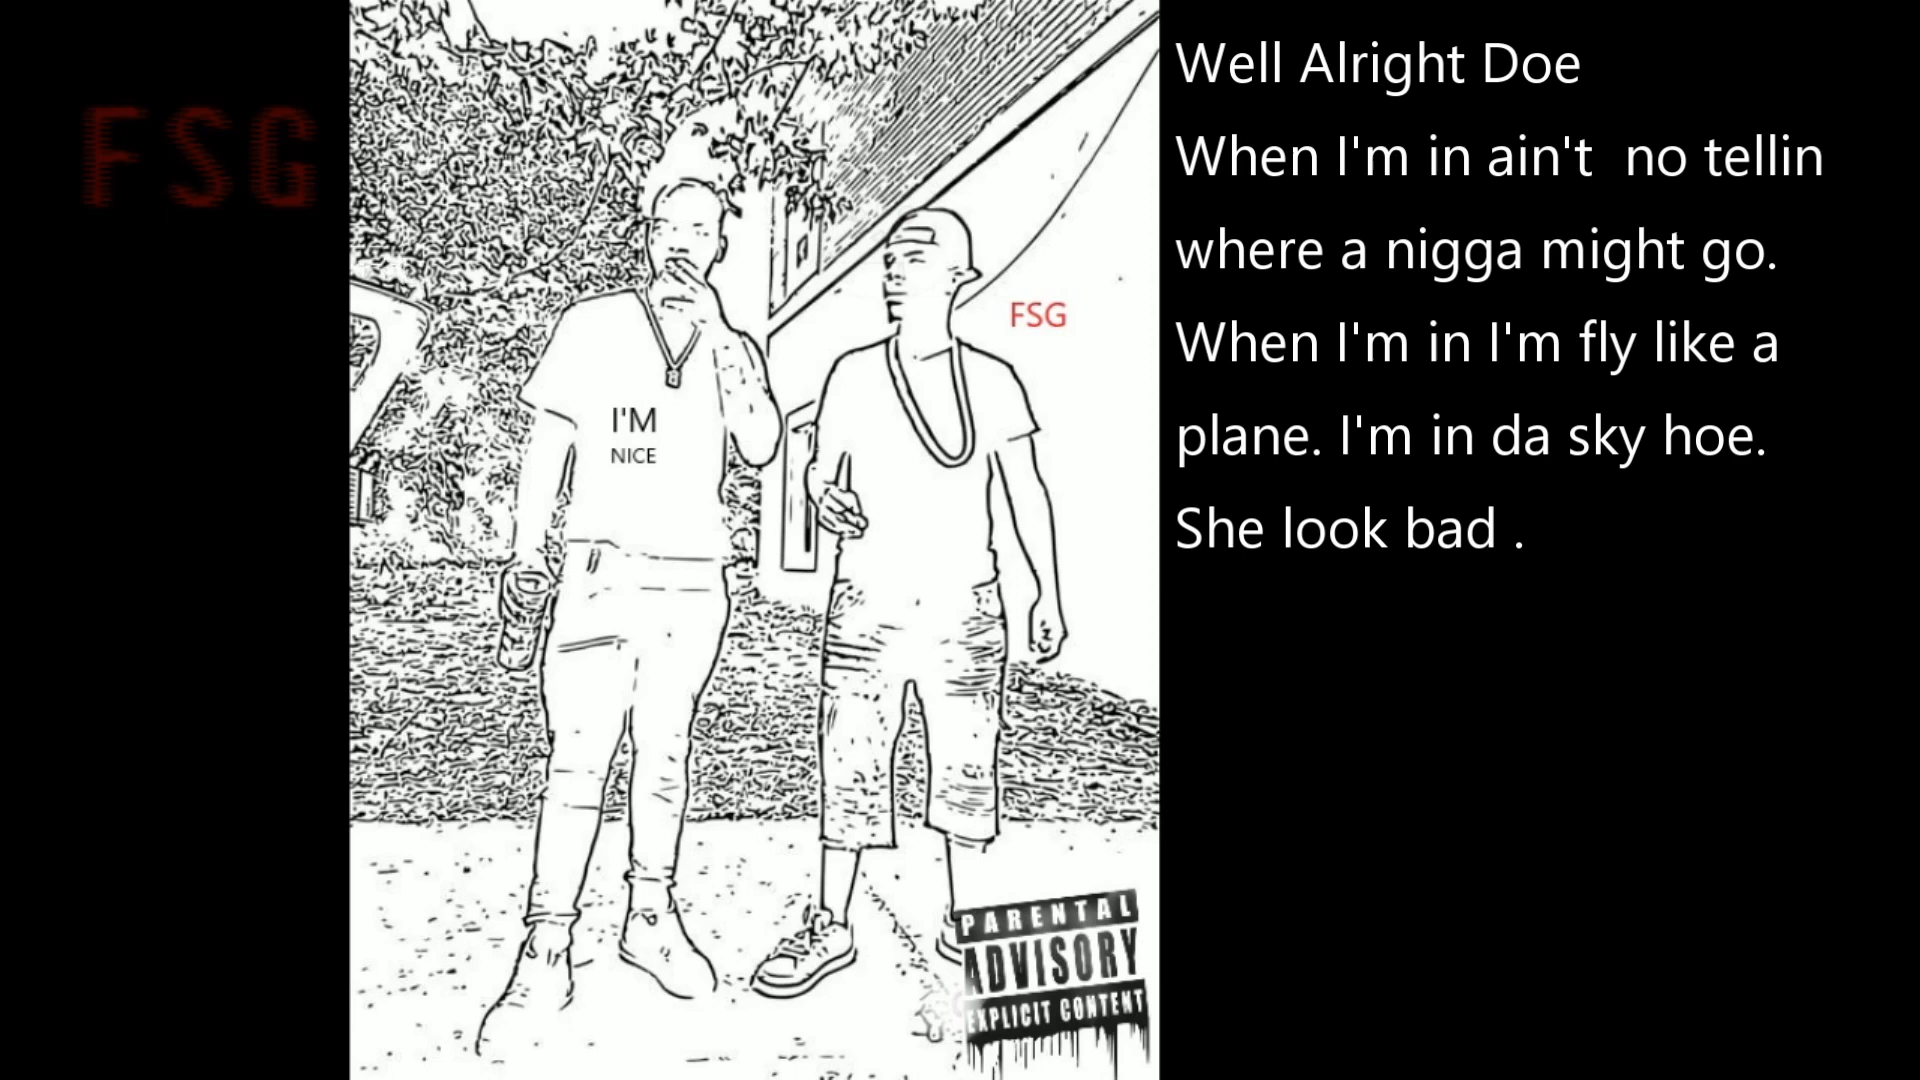 FSG
FSG
I'M
NICE
PARENTAL
ADVISORY
EXPLICIT CONTENT
Well Alright Doe
When I'm in ain't  no tellin
where a nigga might go.
When I'm in I'm fly like a
plane. I'm in da sky hoe.
She look bad .